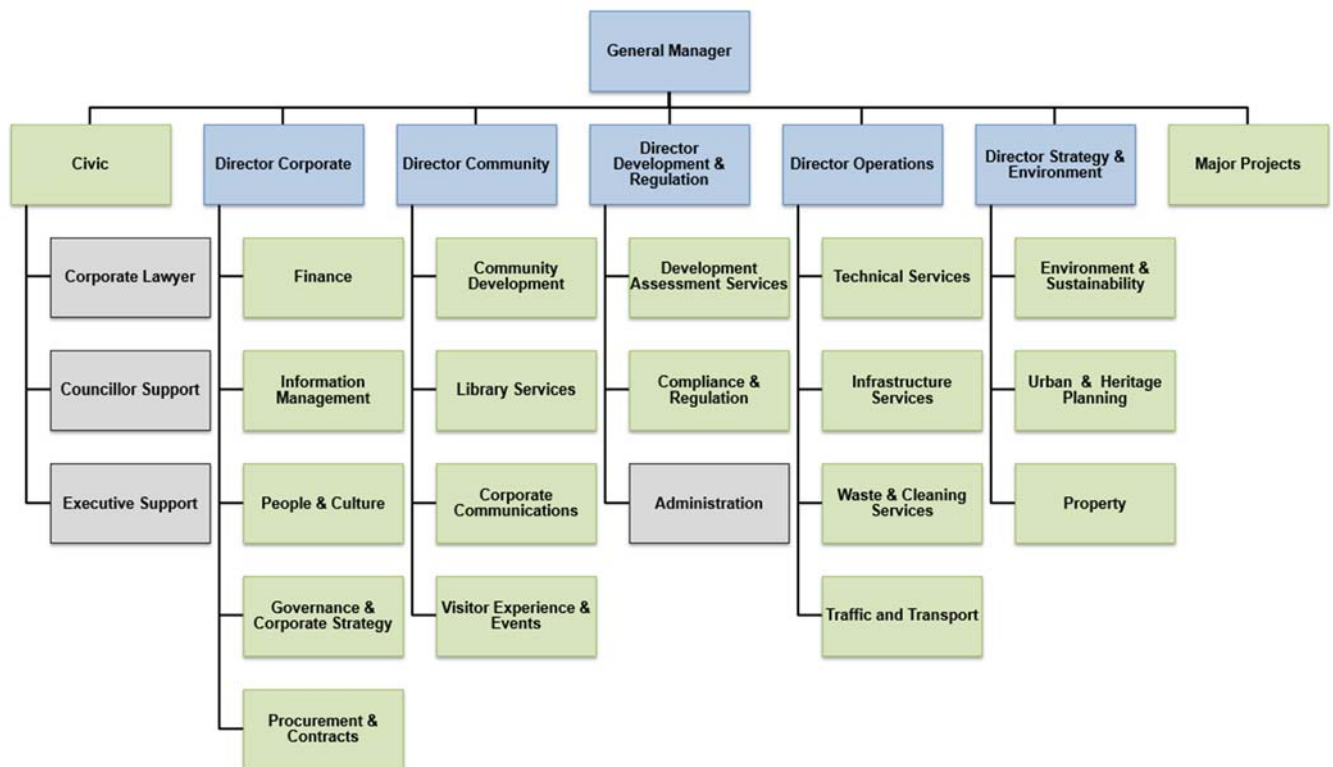 General Manager
Civic
Director Corporate
Director Community
Director
Development &
Regulation
Director Operations
Director Strategy &
Environment
Major Projects
Corporate Lawyer
Finance
Community
Development
Development
Assessment Services
Technical Services
Environment &
Sustainability
Councillor Support
Information
Management
Library Services
Compliance &
Regulation
Infrastructure
Services
Urban & Heritage
Planning
Executive Support
People & Culture
Corporate
Communications
Administration
Waste & Cleaning
Services
Property
Governance &
Corporate Strategy
Visitor Experience &
Events
Traffic and Transport
Procurement &
Contracts